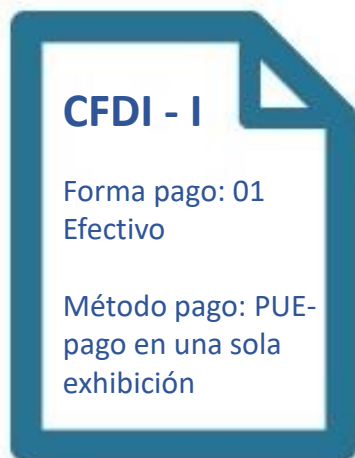 CFDI - I
Forma pago: 01
Efectivo
Método pago: PUE-
pago en una sola
exhibición